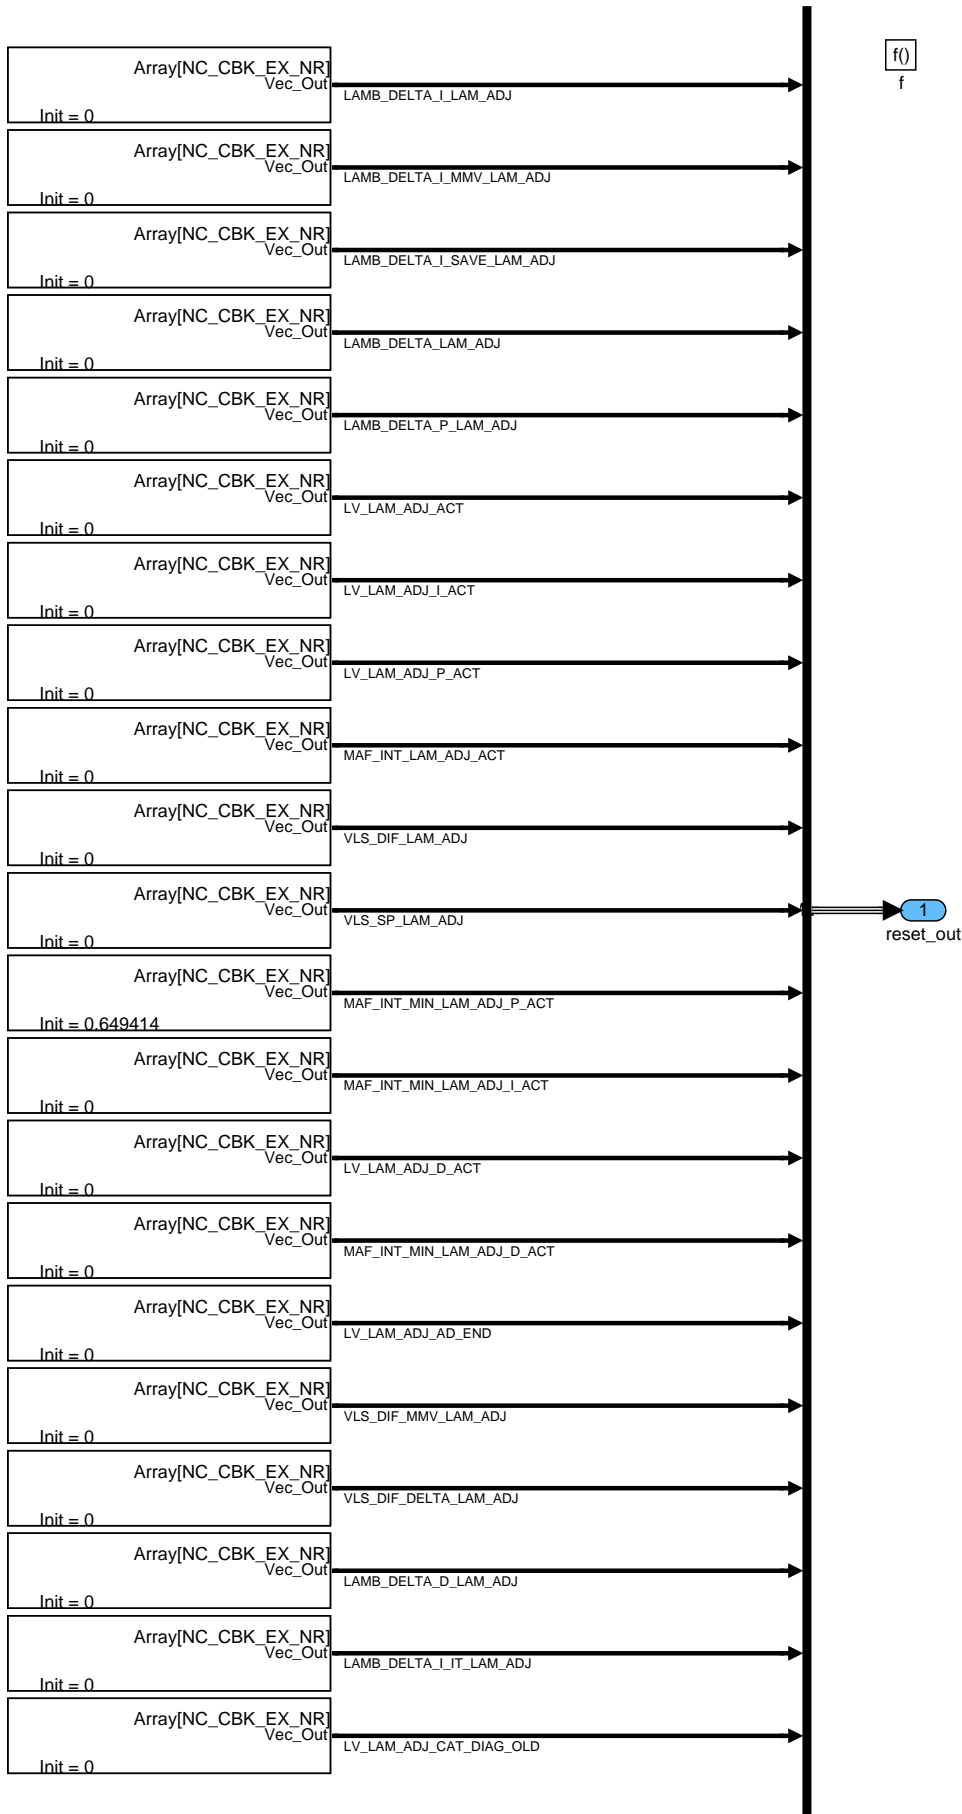 f()
f
Array[NC_CBK_EX_NR]
Vec_Out
LAMB_DELTA_I_LAM_ADJ
Init = 0
Array[NC_CBK_EX_NR]
Vec_Out
LAMB_DELTA_I_MMV_LAM_ADJ
Init = 0
Array[NC_CBK_EX_NR]
Vec_Out
LAMB_DELTA_I_SAVE_LAM_ADJ
Init = 0
Array[NC_CBK_EX_NR]
Vec_Out
LAMB_DELTA_LAM_ADJ
Init = 0
Array[NC_CBK_EX_NR]
Vec_Out
LAMB_DELTA_P_LAM_ADJ
Init = 0
Array[NC_CBK_EX_NR]
Vec_Out
LV_LAM_ADJ_ACT
Init = 0
Array[NC_CBK_EX_NR]
Vec_Out
LV_LAM_ADJ_I_ACT
Init = 0
Array[NC_CBK_EX_NR]
Vec_Out
LV_LAM_ADJ_P_ACT
Init = 0
Array[NC_CBK_EX_NR]
Vec_Out
MAF_INT_LAM_ADJ_ACT
Init = 0
Array[NC_CBK_EX_NR]
Vec_Out
VLS_DIF_LAM_ADJ
Init = 0
Array[NC_CBK_EX_NR]
Vec_Out
VLS_SP_LAM_ADJ
Init = 0
1
reset_out
Array[NC_CBK_EX_NR]
Vec_Out
MAF_INT_MIN_LAM_ADJ_P_ACT
Init = 0.649414
Array[NC_CBK_EX_NR]
Vec_Out
MAF_INT_MIN_LAM_ADJ_I_ACT
Init = 0
Array[NC_CBK_EX_NR]
Vec_Out
LV_LAM_ADJ_D_ACT
Init = 0
Array[NC_CBK_EX_NR]
Vec_Out
MAF_INT_MIN_LAM_ADJ_D_ACT
Init = 0
Array[NC_CBK_EX_NR]
Vec_Out
LV_LAM_ADJ_AD_END
Init = 0
Array[NC_CBK_EX_NR]
Vec_Out
VLS_DIF_MMV_LAM_ADJ
Init = 0
Array[NC_CBK_EX_NR]
Vec_Out
VLS_DIF_DELTA_LAM_ADJ
Init = 0
Array[NC_CBK_EX_NR]
Vec_Out
LAMB_DELTA_D_LAM_ADJ
Init = 0
Array[NC_CBK_EX_NR]
Vec_Out
LAMB_DELTA_I_IT_LAM_ADJ
Init = 0
Array[NC_CBK_EX_NR]
Vec_Out
LV_LAM_ADJ_CAT_DIAG_OLD
Init = 0